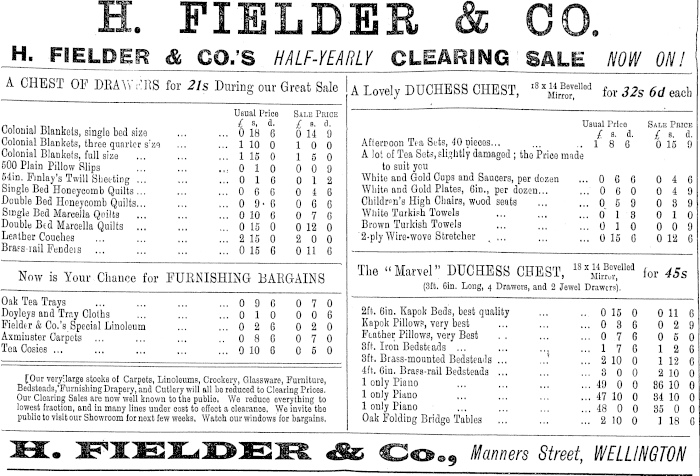 H. FIELDER & CO.
H. FIELDER & CO.'S HALF-YEARLY CLEARING SALE NOW ON!
A CHEST OF DRAWERS for 21s During our Great Sale
Usual Price SALE PRICE
£ s. d. £ s. d.
Colonial Blankets, single bed size ... ... 0 18 6 0 14 9
Colonial Blankets, three quarter size ... 1 10 0 1 0 0
Colonial Blankets, full size ... ... 1 15 0 1 5 0
500 Plain Pillow Slips ... ... 0 1 0 0 0 9
54in. Finlay's Twill Sheeting ... ... 0 1 6 0 1 2
Single Bed Honeycomb Quilts ... ... 0 6 6 0 4 6
Double Bed Honeycomb Quilts... ... 0 9 6 0 6 9
Single Bed Marcella Quilts ... ... 0 10 6 0 7 6
Double Bed Marcella Quilts ... ... 0 15 0 0 12 0
Leather Couches ... ... 2 15 0 2 0 0
Brass-rail Fenders ... ... 0 15 6 0 11 6
Now is Your Chance for FURNISHING BARGAINS
Oak Tea Trays ... ... ... 0 9 6 0 7 0
Doyleys and Tray Cloths ... ... 0 1 0 0 0 6
Fielder & Co.'s Special Linoleum ... 0 2 6 0 2 0
Axminster Carpets ... ... ... 0 8 6 0 7 0
Tea Cosies ... ... ... ... 0 10 6 0 5 0
Our very large stocks of Carpets, Linoleums, Crockery, Glassware, Furniture,
Bedsteads, Furnishing Drapery, and Cutlery will all be reduced to Clearing Prices.
Our Clearing Sales are now well known to the public. We reduce everything to
lowest fraction, and in many lines under cost to effect a clearance. We invite the
public to visit our Showroom for next few weeks. Watch our windows for bargains.
A Lovely DUCHESS CHEST, 18 x 14 Bevelled Mirror, for 32s 6d each
Usual Price SALE PRICE
£ s. d. £ s. d.
Afternoon Tea Sets, 40 pieces... ... ... 1 8 6 0 15 9
A lot of Tea Sets, slightly damaged; the Price made
to suit you
White and Gold Cups and Saucers, per dozen ... 0 6 6 0 4 6
White and Gold Plates, 6in., per dozen... ... 0 6 0 0 4 9
Children's High Chairs, wood seats ... ... 0 5 9 0 3 9
White Turkish Towels ... ... ... 0 1 3 0 1 0
Brown Turkish Towels ... ... ... 0 1 0 0 0 9
2-ply Wire-wove Stretcher ... ... ... 0 15 6 0 12 6
The "Marvel" DUCHESS CHEST, 18 x 14 Bevelled Mirror, for 45s
(3ft. 6in. Long, 4 Drawers, and 2 Jewel Drawers).
2ft. 6in. Kapok Beds, best quality ... ... 0 15 0 0 11 6
Kapok Pillows, very best ... ... ... 0 3 6 0 2 9
Feather Pillows, very Best ... ... ... 0 7 6 0 5 0
3ft. Iron Bedsteads ... ... ... ... 1 7 6 1 2 6
3ft. Brass-mounted Bedsteads ... ... ... 2 10 0 1 12 6
4ft. 6in. Brass-rail Bedsteads ... ... ... 3 0 0 2 10 0
1 only Piano ... ... ... ... 49 0 0 36 10 0
1 only Piano ... ... ... ... 47 10 0 34 10 0
1 only Piano ... ... ... ... 48 0 0 35 0 0
Oak Folding Bridge Tables ... ... ... 2 10 0 1 18 6
H. FIELDER & Co., Manners Street, WELLINGTON